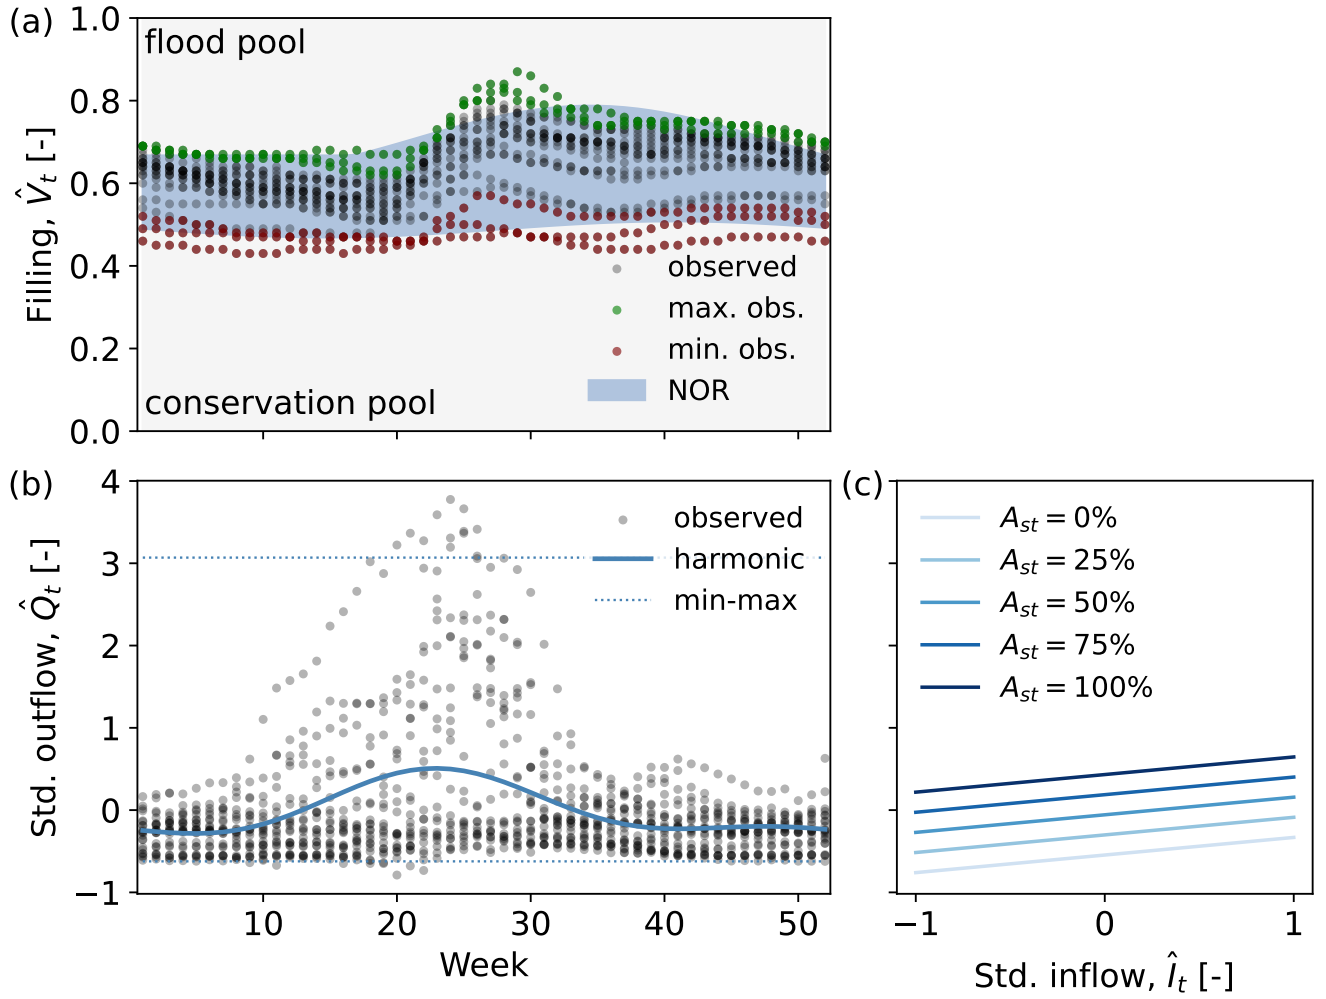 (a)
1.0
0.8
0.6
0.4
0.2
0.0
Filling, V̂t [-]
flood pool
observed
max. obs.
min. obs.
NOR
conservation pool
(b)
4
3
2
1
0
−1
Std. outflow, Q̂t [-]
observed
harmonic
min-max
10 20 30 40 50
Week
(c)
Ast = 0%
Ast = 25%
Ast = 50%
Ast = 75%
Ast = 100%
−1 0 1
Std. inflow, Ît [-]